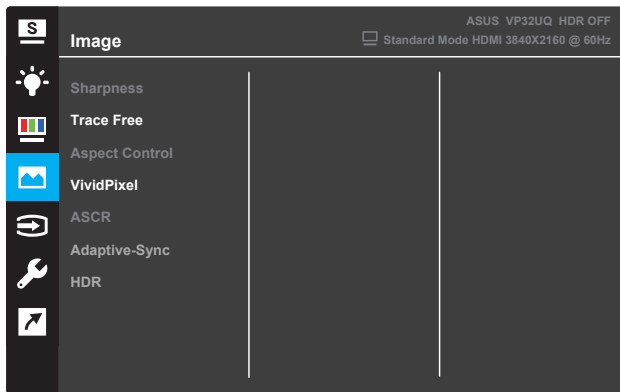 S
ASUS VP32UQ HDR OFF
Image
Standard Mode HDMI 3840X2160 @ 60Hz
Sharpness
Trace Free
Aspect Control
VividPixel
ASCR
Adaptive-Sync
HDR